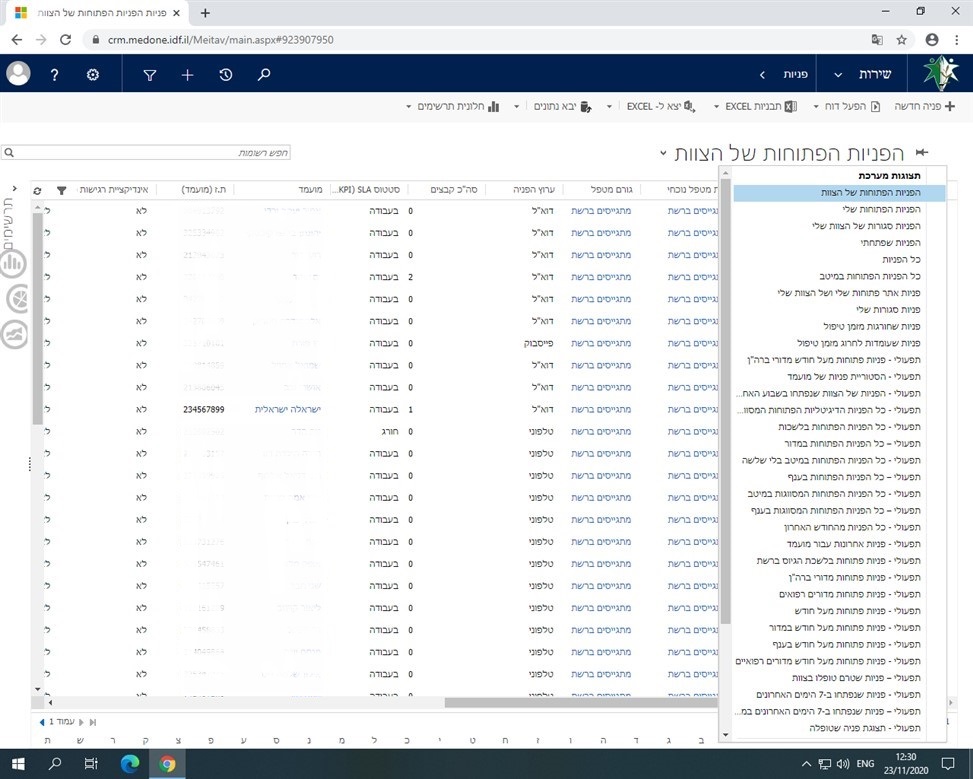 פניות הפניות הפתוחות של הצוות
crm.medone.idf.il/Meitav/main.aspx#923907950
שירות
פניות
פניה חדשה
הפעל דוח
תבניות EXCEL
יצא ל- EXCEL
יבא נתונים
חלונית תרשימים
הפניות הפתוחות של הצוות
חפש רשומות
תצוגות מערכת
הפניות הפתוחות של הצוות
הפניות הפתוחות שלי
הפניות סגורות של הצוות שלי
הפניות שפתחתי
כל הפניות
כל הפניות הפתוחות במיטב
פניות אתר פתוחות שלי ושל הצוות שלי
פניות סגורות שלי
פניות שחורגות מזמן טיפול
פניות שעומדות לחרוג מזמן טיפול
תפעולי - פניות פתוחות מעל חודש מדורי ברה"ן
תפעולי - הסטוריית פניות של מועמד
תפעולי - הפניות של הצוות שנפתחו בשבוע האח...
תפעולי - כל הפניות הדיגיטליות הפתוחות המסוו...
תפעולי - כל הפניות הפתוחות בלשכות
תפעולי – כל הפניות הפתוחות במדור
תפעולי - כל הפניות הפתוחות במיטב בלי שלשה
תפעולי – כל הפניות הפתוחות בענף
תפעולי - כל הפניות הפתוחות המסווגות במיטב
תפעולי – כל הפניות הפתוחות המסווגות בענף
תפעולי - כל הפניות מהחודש האחרון
תפעולי - פניות אחרונות עבור מועמד
תפעולי - פניות פתוחות בלשכת הגיוס ברשת
תפעולי - פניות פתוחות מדורי ברה"ן
תפעולי - פניות פתוחות מדורים רפואים
תפעולי - פניות פתוחות מעל חודש
תפעולי - פניות פתוחות מעל חודש במדור
תפעולי - פניות פתוחות מעל חודש בענף
תפעולי - פניות פתוחות מעל חודש מדורים רפואיים
תפעולי – פניות שטרם טופלו בצוות
תפעולי - פניות שנפתחו ב-7 הימים האחרונים
תפעולי - פניות שנפתחו ב-7 הימים האחרונים במ...
תפעולי - תצוגת פניה שטופלה
ת מטפל נוכחי גורם מטפל ערוץ הפניה סה"כ קבצים סטטוס SLA (KPI... מועמד ת.ז (מועמד) אינדיקציית רגישות
מתגייסים ברשת מתגייסים ברשת דוא"ל 0 בעבודה לא
מתגייסים ברשת מתגייסים ברשת דוא"ל 0 בעבודה לא
מתגייסים ברשת מתגייסים ברשת דוא"ל 0 בעבודה לא
מתגייסים ברשת מתגייסים ברשת דוא"ל 2 בעבודה לא
מתגייסים ברשת מתגייסים ברשת דוא"ל 0 בעבודה לא
מתגייסים ברשת מתגייסים ברשת דוא"ל 0 בעבודה לא
מתגייסים ברשת מתגייסים ברשת פייסבוק 0 בעבודה לא
מתגייסים ברשת מתגייסים ברשת דוא"ל 0 בעבודה לא
מתגייסים ברשת מתגייסים ברשת דוא"ל 0 בעבודה לא
מתגייסים ברשת מתגייסים ברשת דוא"ל 1 בעבודה ישראלה ישראלית 234567899 לא
מתגייסים ברשת מתגייסים ברשת טלפוני 0 חורג לא
מתגייסים ברשת מתגייסים ברשת טלפוני 0 בעבודה לא
מתגייסים ברשת מתגייסים ברשת טלפוני 0 בעבודה לא
מתגייסים ברשת מתגייסים ברשת טלפוני 0 בעבודה לא
מתגייסים ברשת מתגייסים ברשת טלפוני 0 בעבודה לא
מתגייסים ברשת מתגייסים ברשת טלפוני 0 בעבודה לא
מתגייסים ברשת מתגייסים ברשת טלפוני 0 בעבודה לא
מתגייסים ברשת מתגייסים ברשת טלפוני 0 בעבודה לא
מתגייסים ברשת מתגייסים ברשת טלפוני 0 בעבודה לא
מתגייסים ברשת מתגייסים ברשת טלפוני 0 בעבודה לא
מתגייסים ברשת מתגייסים ברשת טלפוני 0 בעבודה לא
מתגייסים ברשת מתגייסים ברשת טלפוני 0 בעבודה לא
תרשימים
עמוד 1
ב ג ד ה ו ז ח ט י כ ל מ נ ס ע פ צ ק ר ש ת
ENG
12:30
23/11/2020